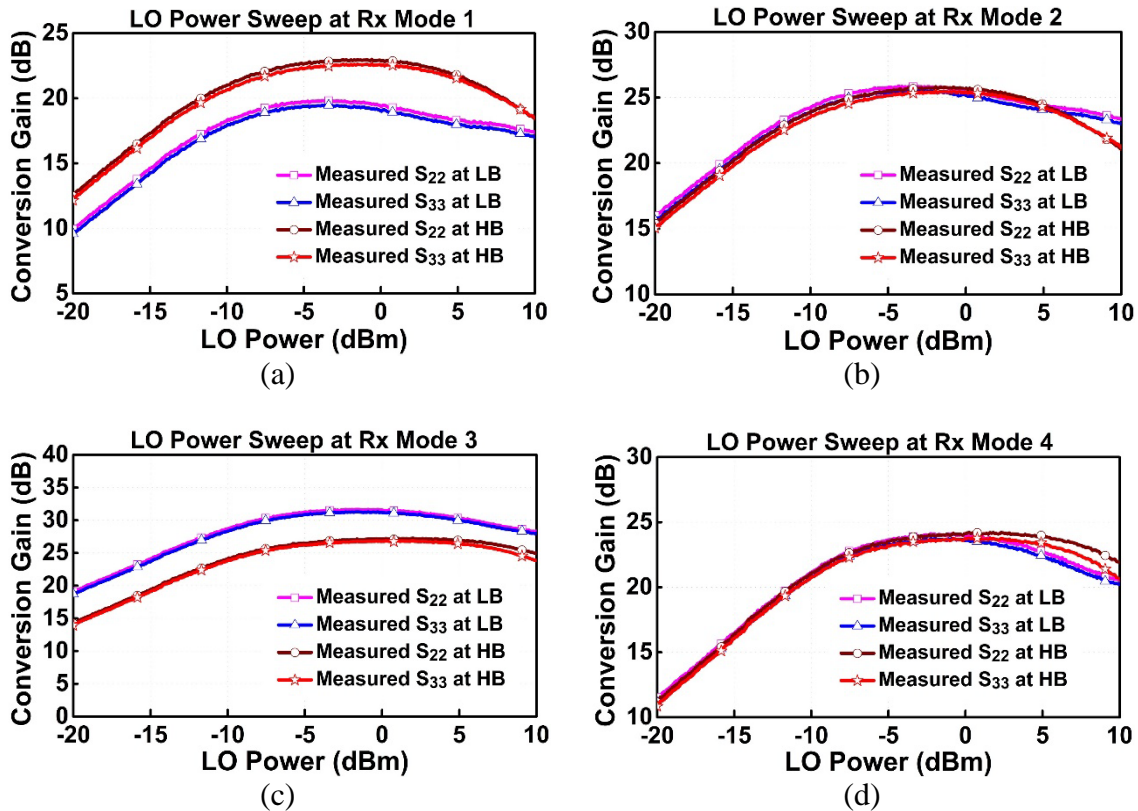 LO Power Sweep at Rx Mode 1
Conversion Gain (dB)
25
20
15
10
5
Measured S22 at LB
Measured S33 at LB
Measured S22 at HB
Measured S33 at HB
-20 -15 -10 -5 0 5 10
LO Power (dBm)
(a)
LO Power Sweep at Rx Mode 2
Conversion Gain (dB)
30
25
20
15
10
Measured S22 at LB
Measured S33 at LB
Measured S22 at HB
Measured S33 at HB
-20 -15 -10 -5 0 5 10
LO Power (dBm)
(b)
LO Power Sweep at Rx Mode 3
Conversion Gain (dB)
40
35
30
25
20
15
10
5
0
Measured S22 at LB
Measured S33 at LB
Measured S22 at HB
Measured S33 at HB
-20 -15 -10 -5 0 5 10
LO Power (dBm)
(c)
LO Power Sweep at Rx Mode 4
Conversion Gain (dB)
30
25
20
15
10
Measured S22 at LB
Measured S33 at LB
Measured S22 at HB
Measured S33 at HB
-20 -15 -10 -5 0 5 10
LO Power (dBm)
(d)